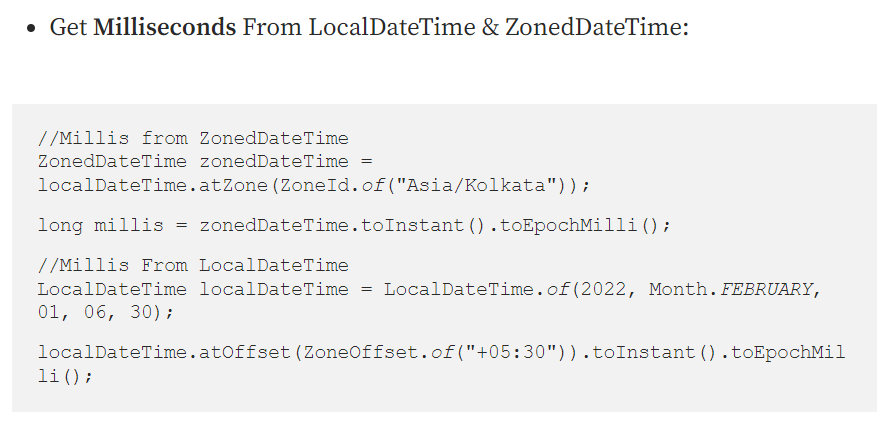 • Get Milliseconds From LocalDateTime & ZonedDateTime:
//Millis from ZonedDateTime
ZonedDateTime zonedDateTime =
localDateTime.atZone(ZoneId.of("Asia/Kolkata"));
long millis = zonedDateTime.toInstant().toEpochMilli();
//Millis From LocalDateTime
LocalDateTime localDateTime = LocalDateTime.of(2022, Month.FEBRUARY,
01, 06, 30);
localDateTime.atOffset(ZoneOffset.of("+05:30")).toInstant().toEpochMil
li();